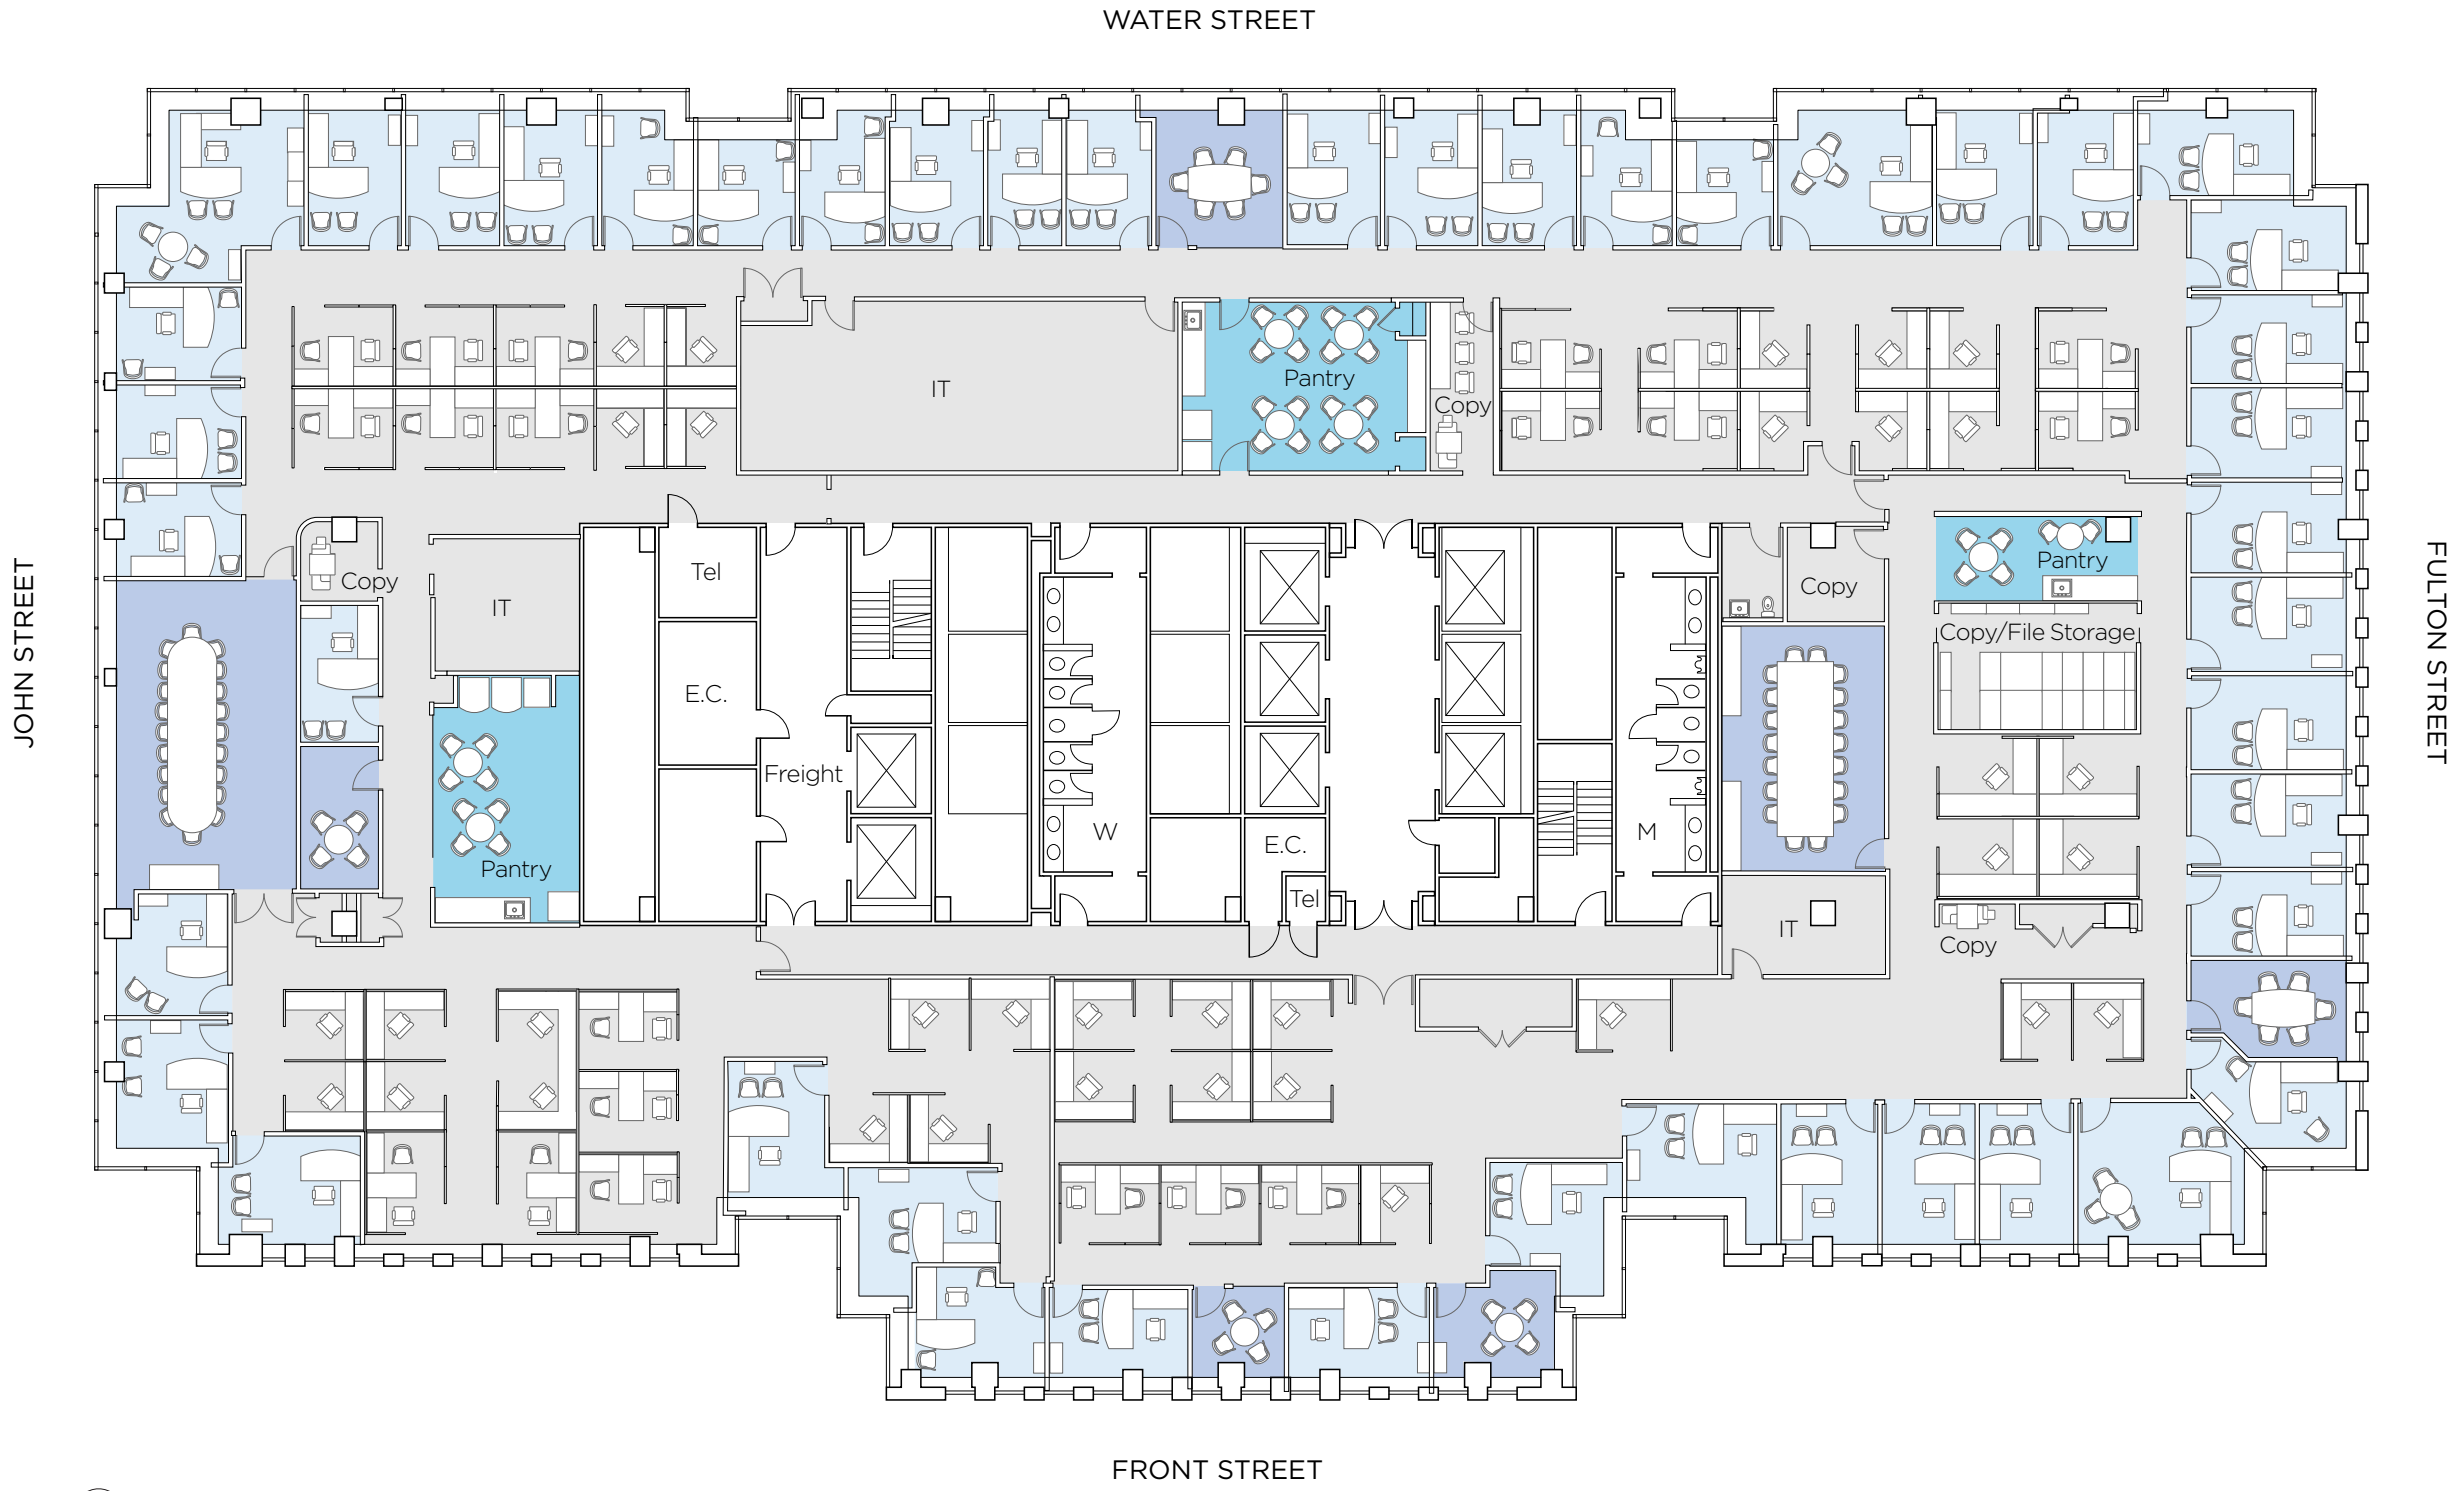 WATER STREET
IT
Pantry
Copy
JOHN STREET
FULTON STREET
Copy
IT
Tel
Copy
Pantry
Copy/File Storage
E.C.
Freight
Pantry
W
E.C.
Tel
M
IT
Copy
FRONT STREET